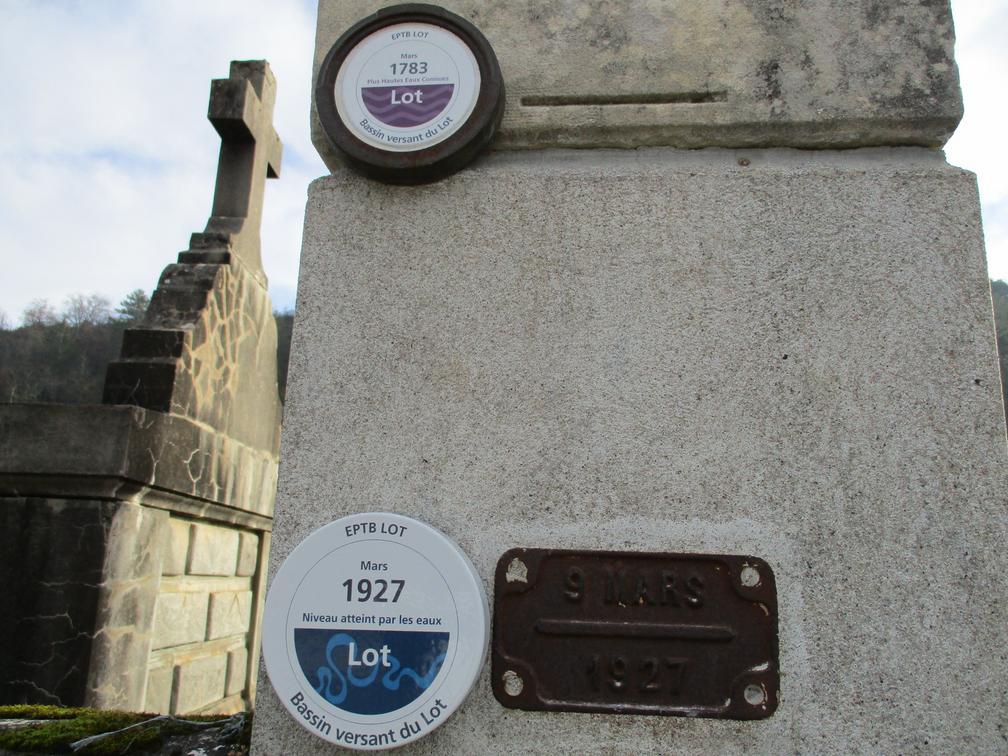 EPTB LOT
Mars
1783
Plus Hautes Eaux Connues
Lot
Bassin versant du Lot
EPTB LOT
Mars
1927
Niveau atteint par les eaux
Lot
Bassin versant du Lot
9 MARS
1927